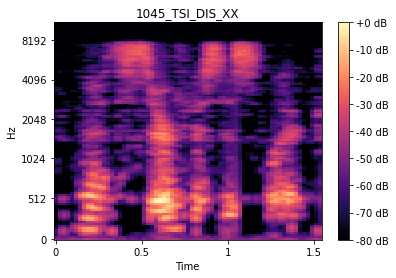 1045_TSI_DIS_XX
8192
4096
2048
1024
512
0
Hz
0
0.5
1
1.5
Time
+0 dB
-10 dB
-20 dB
-30 dB
-40 dB
-50 dB
-60 dB
-70 dB
-80 dB